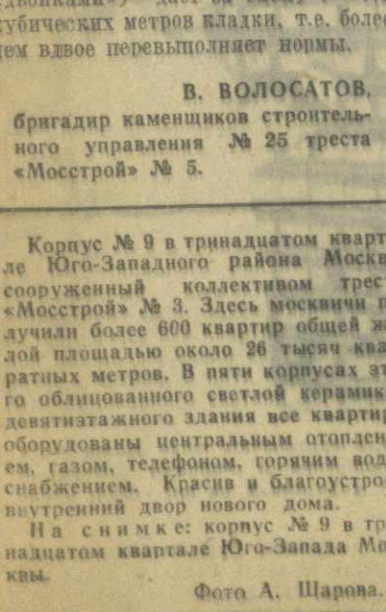 кубических метров кладки, т.е. более
чем вдвое перевыполняет нормы.
В. ВОЛОСАТОВ,
бригадир каменщиков строитель-
ного управления № 25 треста
«Мосстрой» № 5.
Корпус № 9 в тринадцатом кварт
ле Юго-Западного района Москв
сооруженный коллективом трес
«Мосстрой» № 3. Здесь москвичи п
лучили более 600 квартир общей ж
лой площадью около 26 тысяч ква
ратных метров. В пяти корпусах эт
го облицованного светлой керамик
девятиэтажного здания все квартир
оборудованы центральным отоплен
ем, газом, телефоном, горячим вод
снабжением. Красив и благоустро
внутренний двор нового дома.
На снимке: корпус № 9 в тр
надцатом квартале Юго-Запада Мо
квы.
Фото А. Щарова.